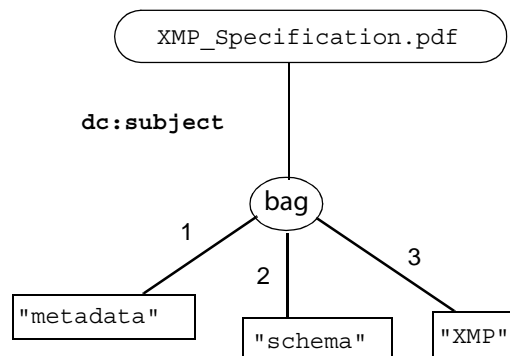 XMP_Specification.pdf
dc:subject
bag
1
2
3
"metadata"
"schema"
"XMP"